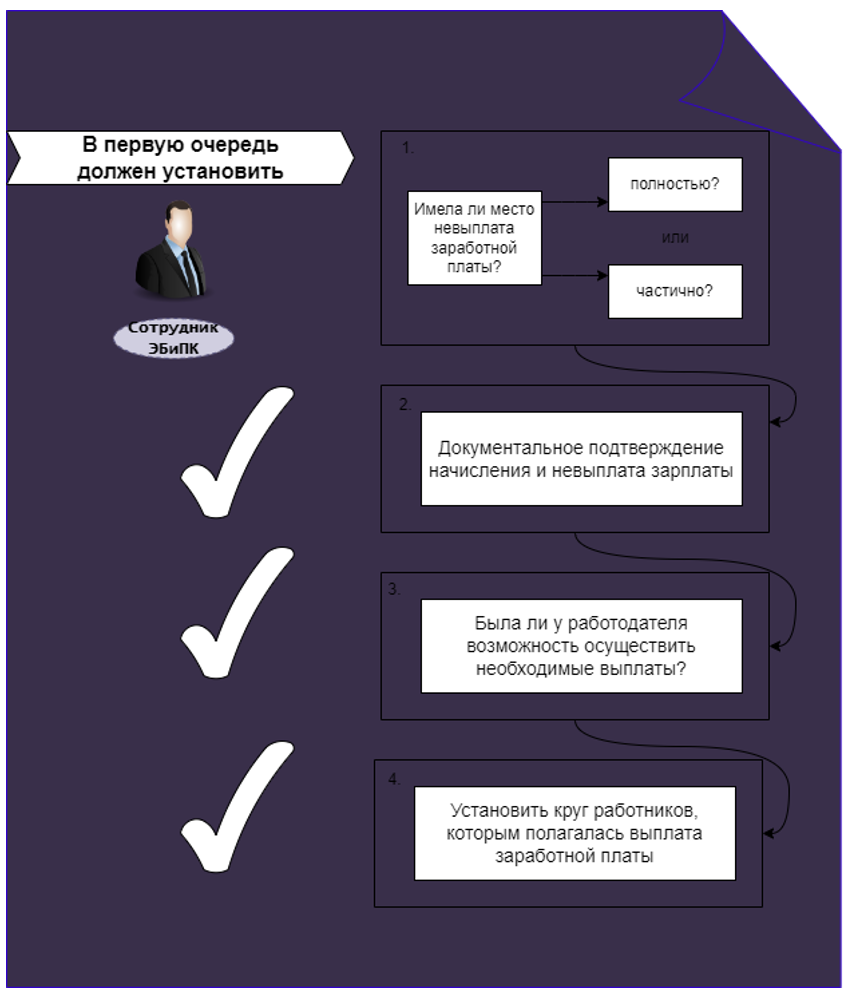 В первую очередь
должен установить
Сотрудник
ЭБиПК
1.
Имела ли место
невыплата
заработной
платы?
полностью?
или
частично?
2.
Документальное подтверждение
начисления и невыплата зарплаты
3.
Была ли у работодателя
возможность осуществить
необходимые выплаты?
4.
Установить круг работников,
которым полагалась выплата
заработной платы